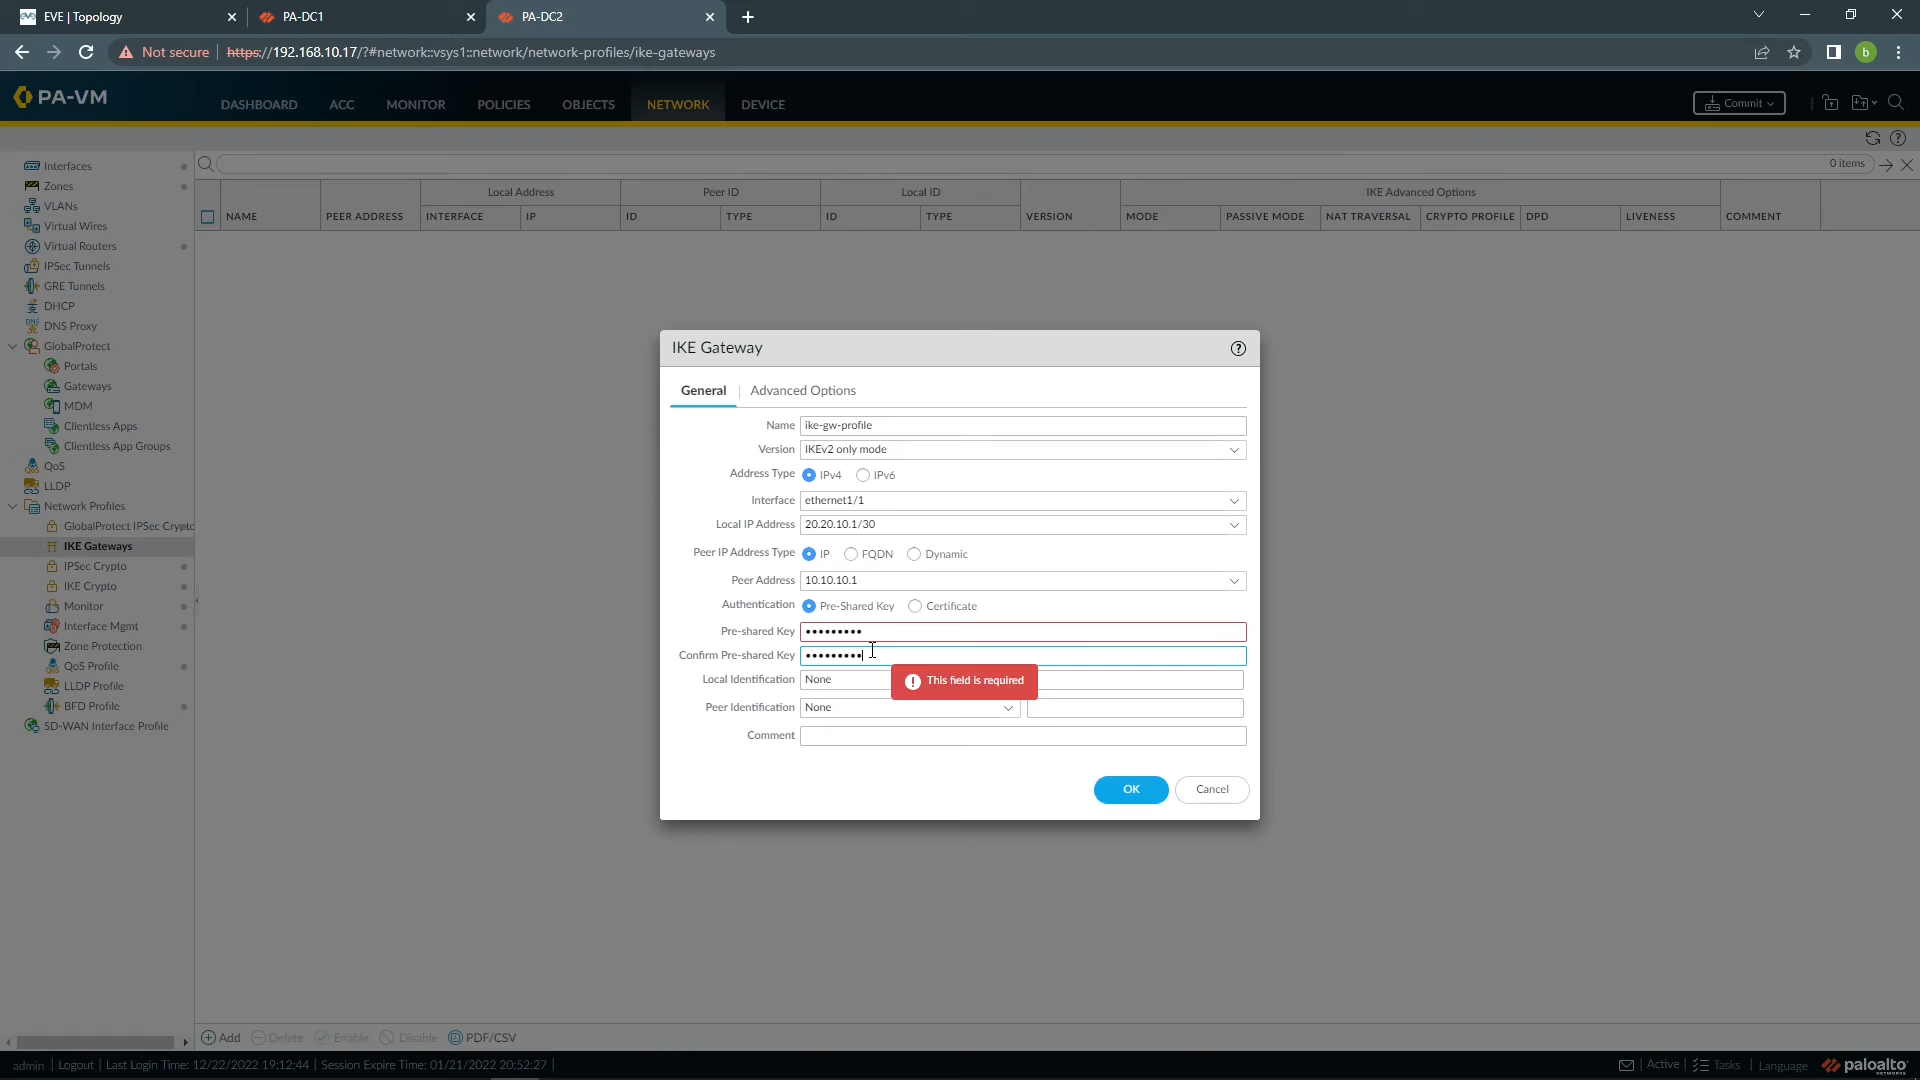 EVE | Topology
PA-DC1
PA-DC2
Not secure
https://192.168.10.17/?#network::vsys1::network/network-profiles/ike-gateways
b
PA-VM
DASHBOARD
ACC
MONITOR
POLICIES
OBJECTS
NETWORK
DEVICE
Commit
Interfaces
Zones
VLANs
Virtual Wires
Virtual Routers
IPSec Tunnels
GRE Tunnels
DHCP
DNS Proxy
GlobalProtect
Portals
Gateways
MDM
Clientless Apps
Clientless App Groups
QoS
LLDP
Network Profiles
GlobalProtect IPSec Crypto
IKE Gateways
IPSec Crypto
IKE Crypto
Monitor
Interface Mgmt
Zone Protection
QoS Profile
LLDP Profile
BFD Profile
SD-WAN Interface Profile
0 items
Local Address
Peer ID
Local ID
IKE Advanced Options
NAME
PEER ADDRESS
INTERFACE
IP
ID
TYPE
ID
TYPE
VERSION
MODE
PASSIVE MODE
NAT TRAVERSAL
CRYPTO PROFILE
DPD
LIVENESS
COMMENT
IKE Gateway
General
Advanced Options
Name ike-gw-profile
Version IKEv2 only mode
Address Type IPv4 IPv6
Interface ethernet1/1
Local IP Address 20.20.10.1/30
Peer IP Address Type IP FQDN Dynamic
Peer Address 10.10.10.1
Authentication Pre-Shared Key Certificate
Pre-shared Key •••••••••
Confirm Pre-shared Key •••••••••
Local Identification None
This field is required
Peer Identification None
Comment
OK
Cancel
Add
Delete
Enable
Disable
PDF/CSV
admin | Logout | Last Login Time: 12/22/2022 19:12:44 | Session Expire Time: 01/21/2022 20:52:27 |
Active
Tasks
Language
paloalto
NETWORKS